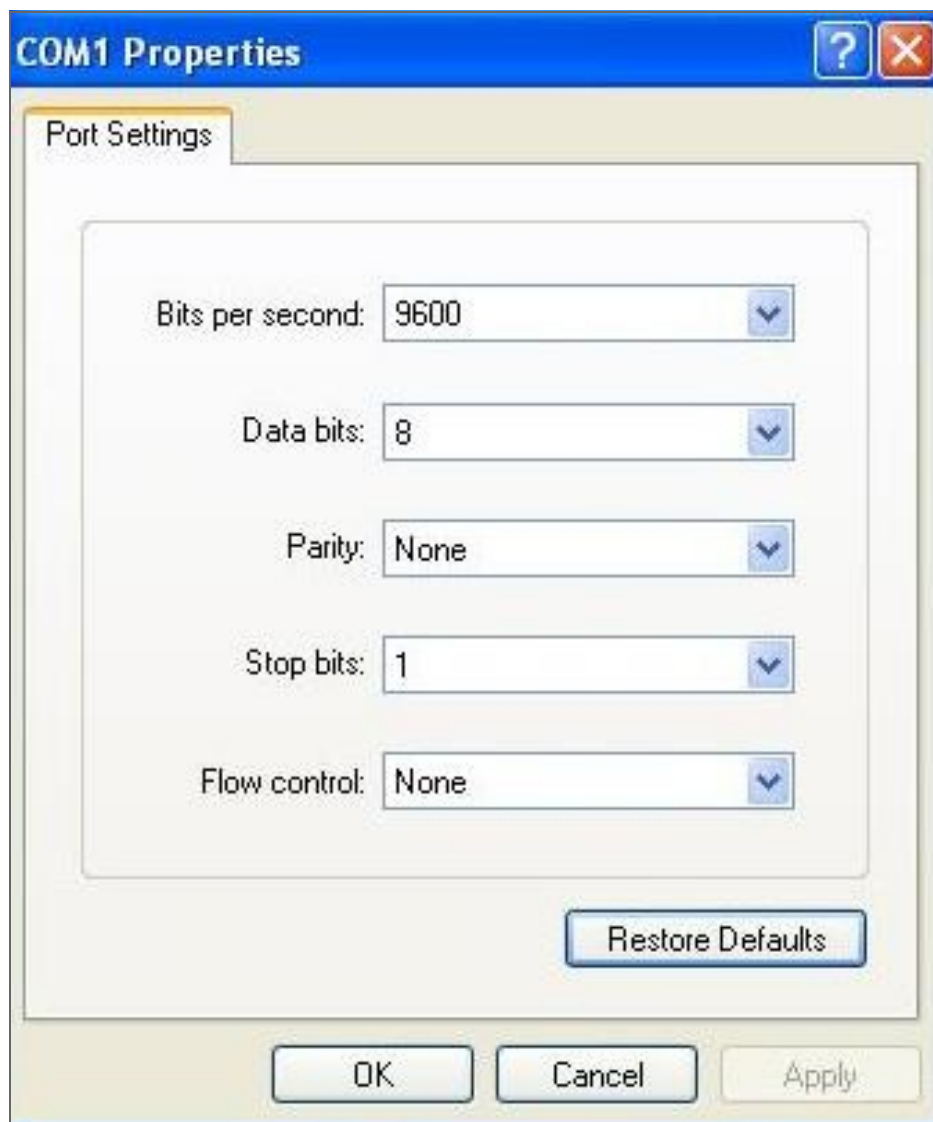 COM1 Properties
Port Settings
Bits per second: 9600
Data bits: 8
Parity: None
Stop bits: 1
Flow control: None
Restore Defaults
OK Cancel Apply